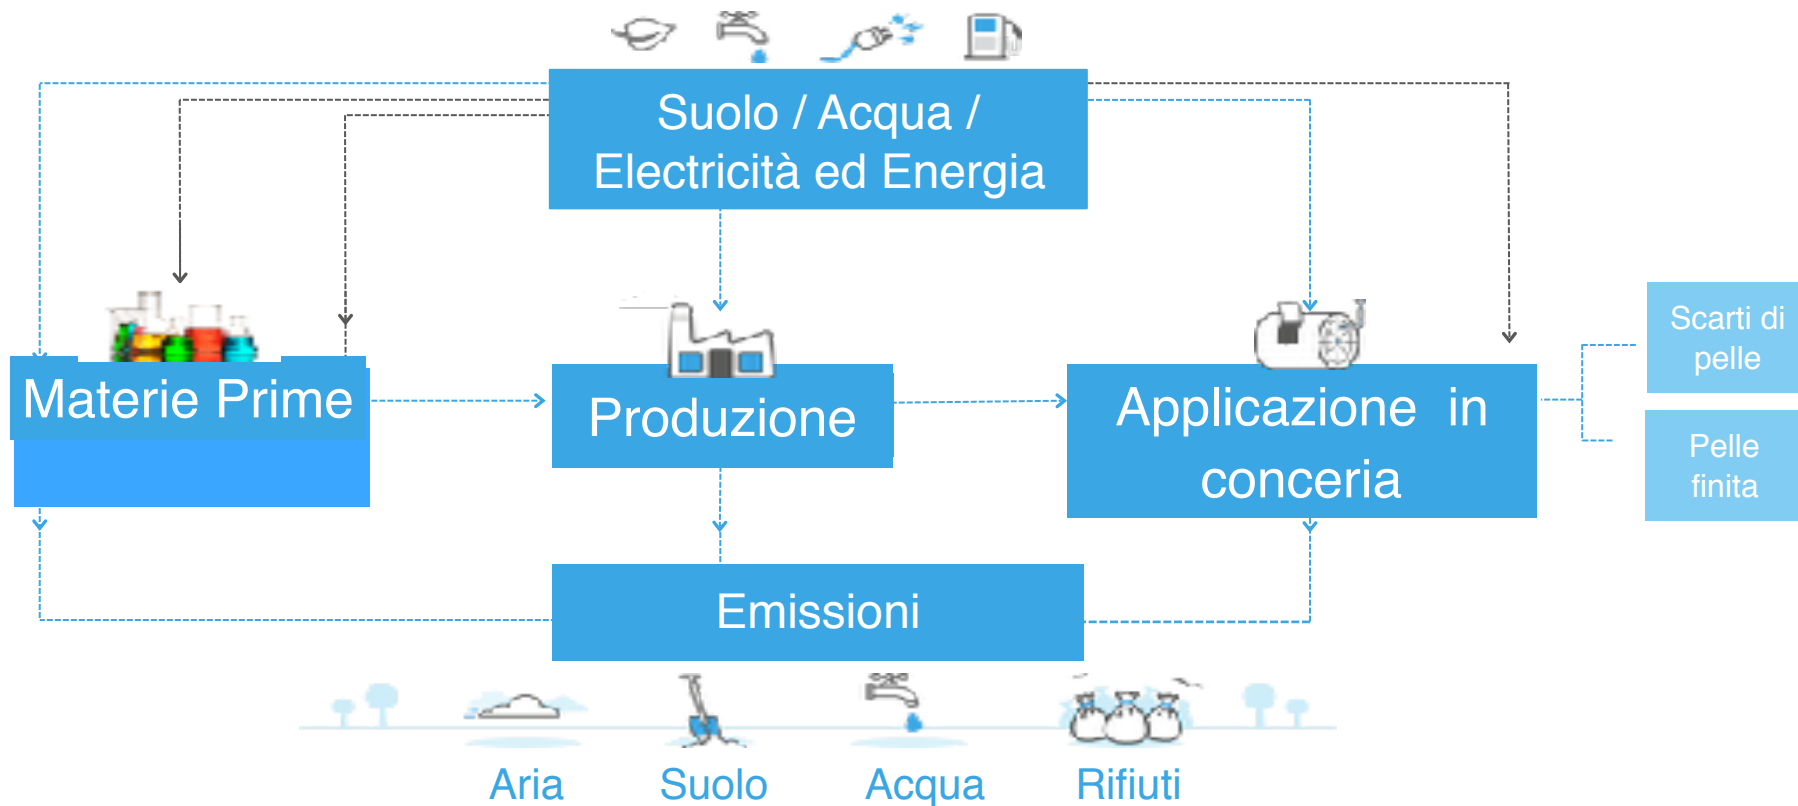 Suolo / Acqua /
Electricità ed Energia
Materie Prime
Produzione
Applicazione in
conceria
Scarti di
pelle
Pelle
finita
Emissioni
Aria
Suolo
Acqua
Rifiuti